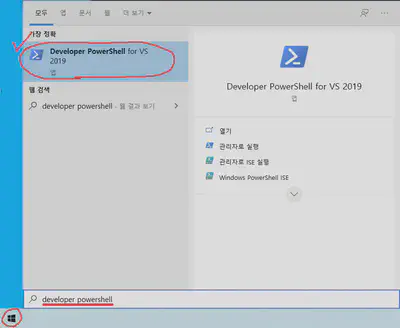 모두 앱 문서 웹 더 보기
가장 정확
Developer PowerShell for VS
2019
앱
웹 검색
developer powershell - 웹 결과 보기
Developer PowerShell for VS 2019
앱
열기
관리자로 실행
관리자로 ISE 실행
Windows PowerShell ISE
developer powershell